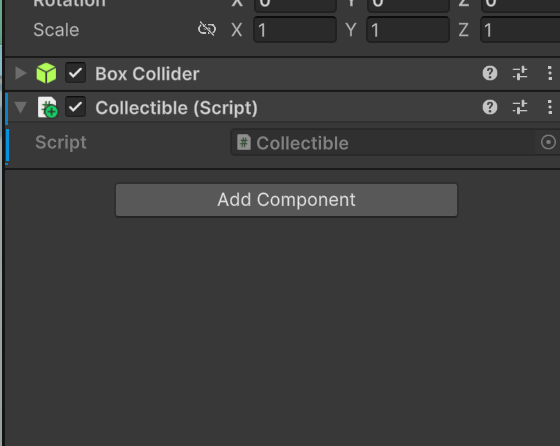 Rotation X 0 Y 0 Z 0
Scale X 1 Y 1 Z 1
Box Collider
Collectible (Script)
Script # Collectible
Add Component